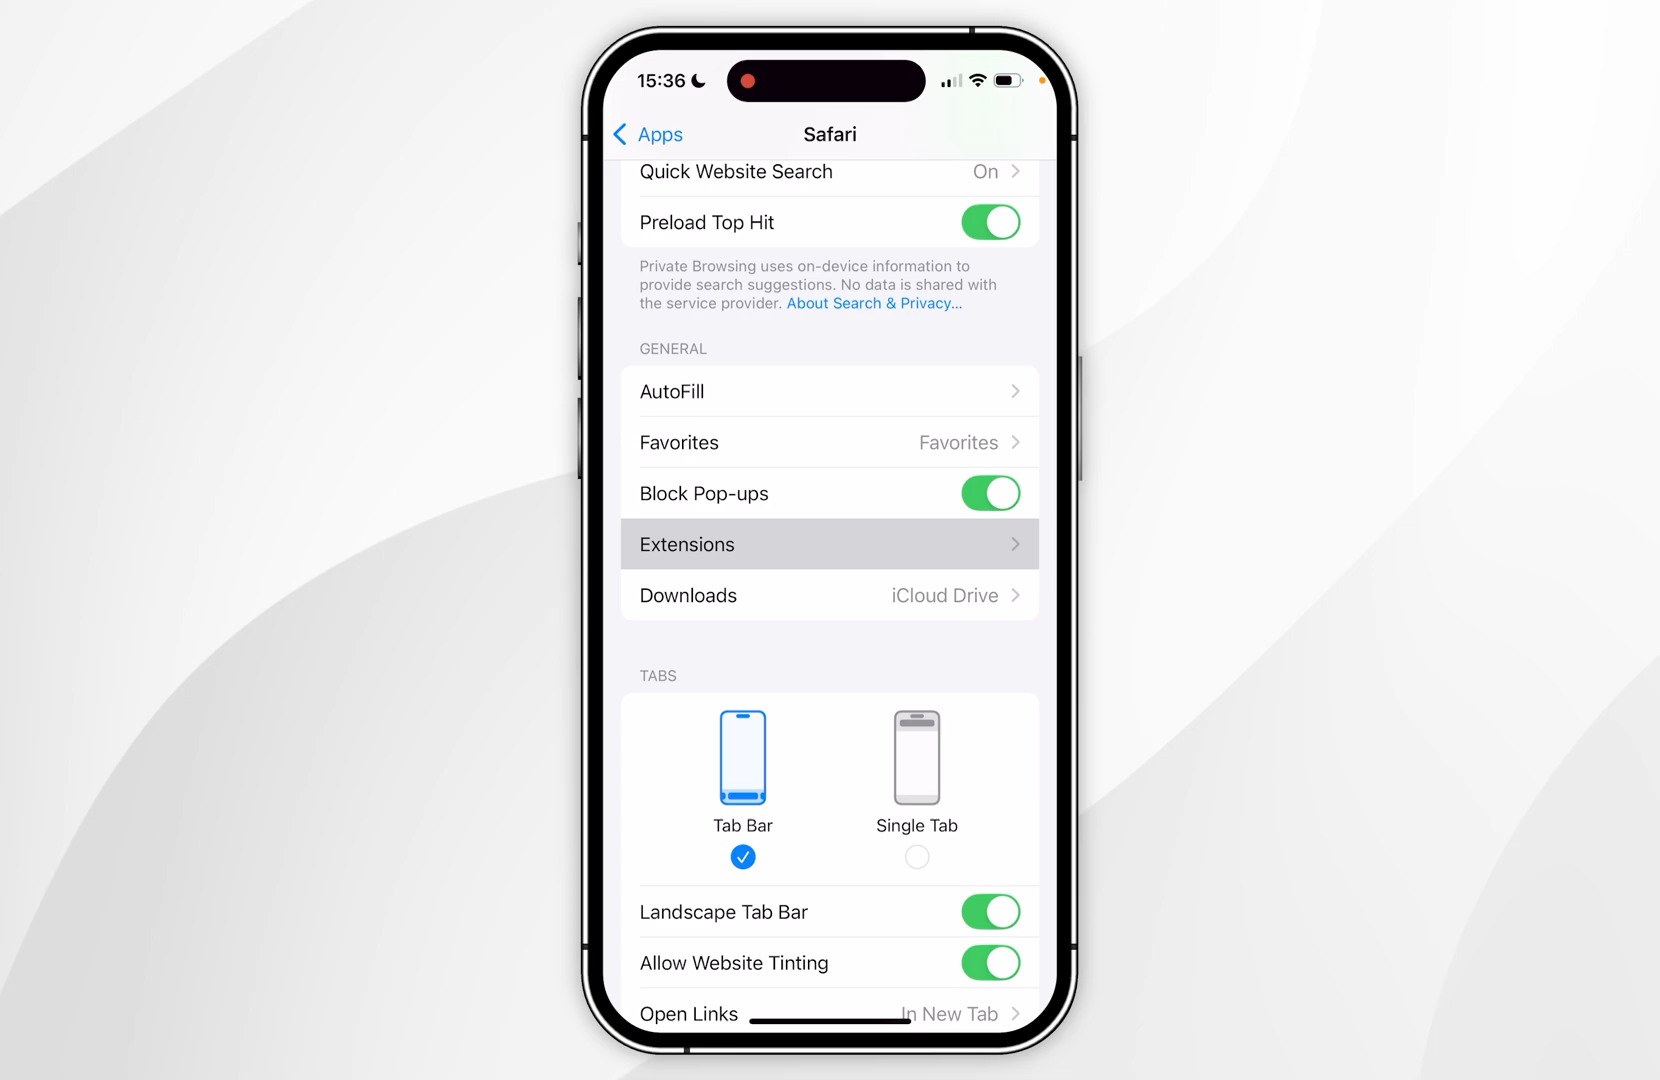 15:36
Apps
Safari
Quick Website Search On
Preload Top Hit
Private Browsing uses on-device information to
provide search suggestions. No data is shared with
the service provider. About Search & Privacy...
GENERAL
AutoFill
Favorites Favorites
Block Pop-ups
Extensions
Downloads iCloud Drive
TABS
Tab Bar Single Tab
Landscape Tab Bar
Allow Website Tinting
Open Links In New Tab